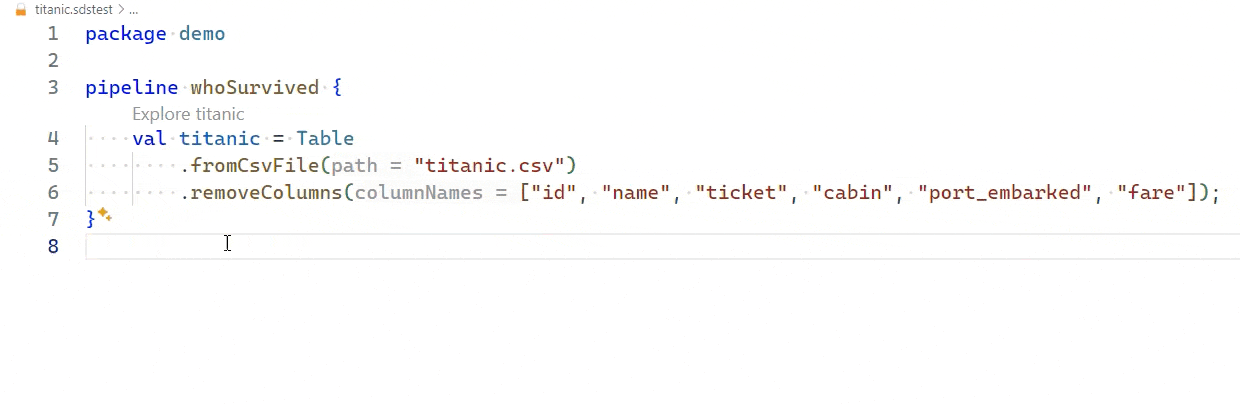 titanic.sdstest > ...
1 package demo
2
3 pipeline whoSurvived {
Explore titanic
4 val titanic = Table
5 .fromCsvFile(path = "titanic.csv")
6 .removeColumns(columnNames = ["id", "name", "ticket", "cabin", "port_embarked", "fare"]);
7 }
8